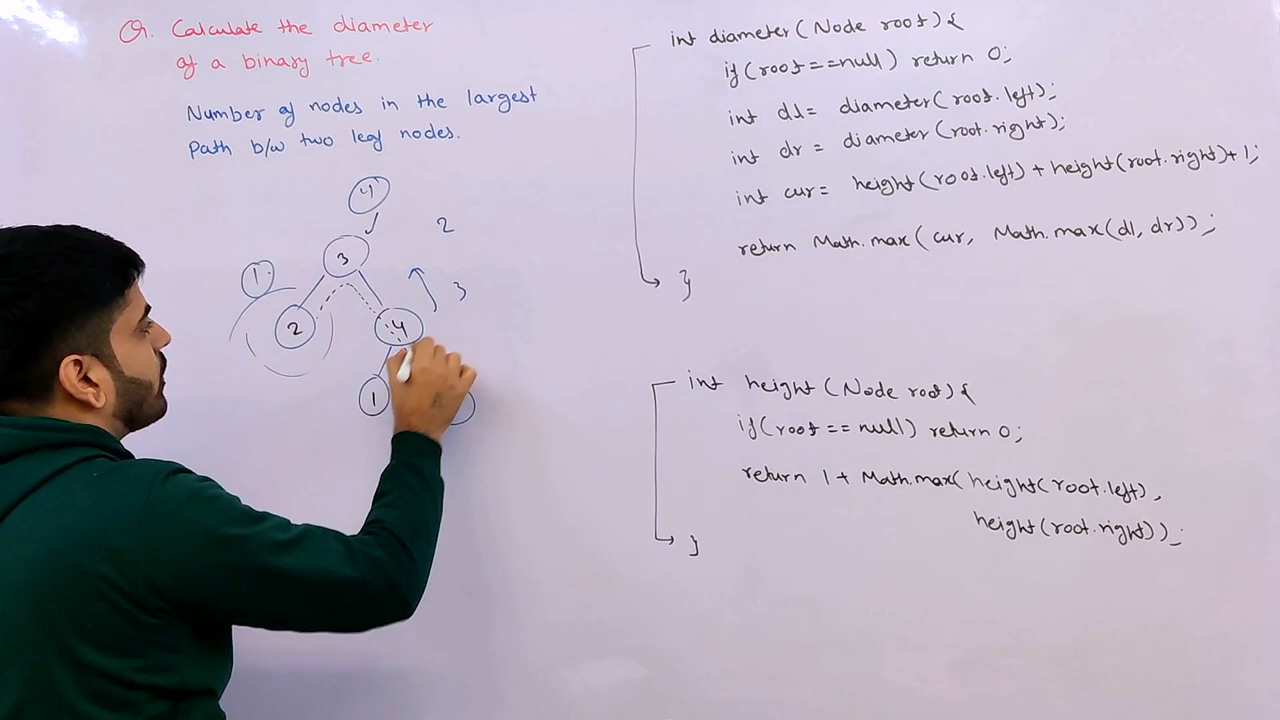 Q. Calculate the diameter
of a binary tree.
Number of nodes in the largest
Path b/w two leaf nodes.
4
2
3
1
3
2
4
1
int diameter(Node root){
if(root==null) return 0;
int dl= diameter(root.left);
int dr = diameter(root.right);
int cur= height(root.left) + height(root.right)+1;
return Math.max(cur, Math.max(dl, dr));
}
int height(Node root){
if(root == null) return 0;
return 1 + Math.max(height(root.left),
height(root.right));
}